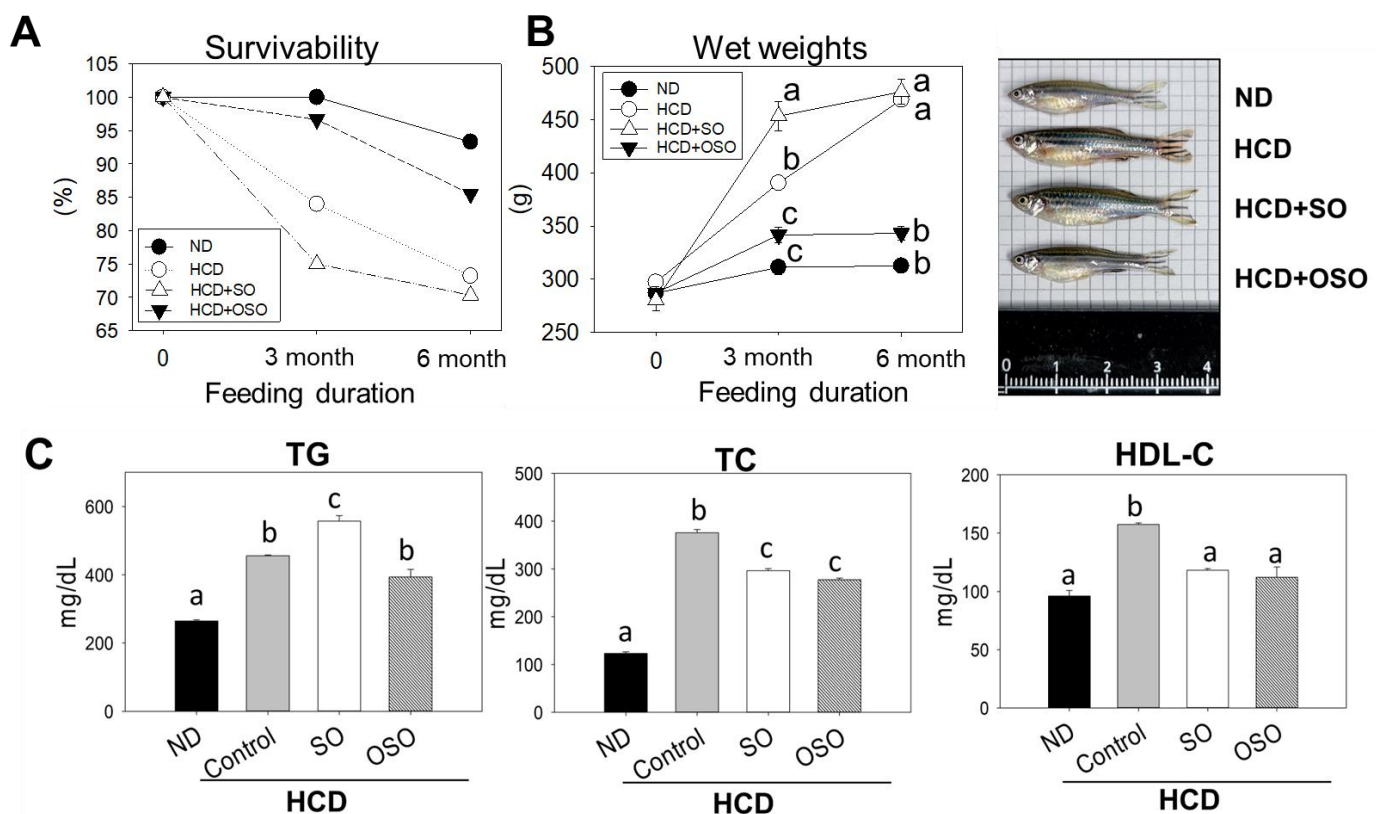 A
Survivability
105
100
95
90
85
80
75
70
65
(%)
ND
HCD
HCD+SO
HCD+OSO
0
3 month
6 month
Feeding duration
B
Wet weights
500
450
400
350
300
250
(g)
ND
HCD
HCD+SO
HCD+OSO
a
b
c
c
a
a
b
b
0
3 month
6 month
Feeding duration
ND
HCD
HCD+SO
HCD+OSO
0 1 2 3 4
C
TG
600
400
200
0
mg/dL
a
b
c
b
ND
Control
SO
OSO
HCD
TC
500
400
300
200
100
0
mg/dL
a
b
c
c
ND
Control
SO
OSO
HCD
HDL-C
200
150
100
50
0
mg/dL
a
b
a
a
ND
Control
SO
OSO
HCD